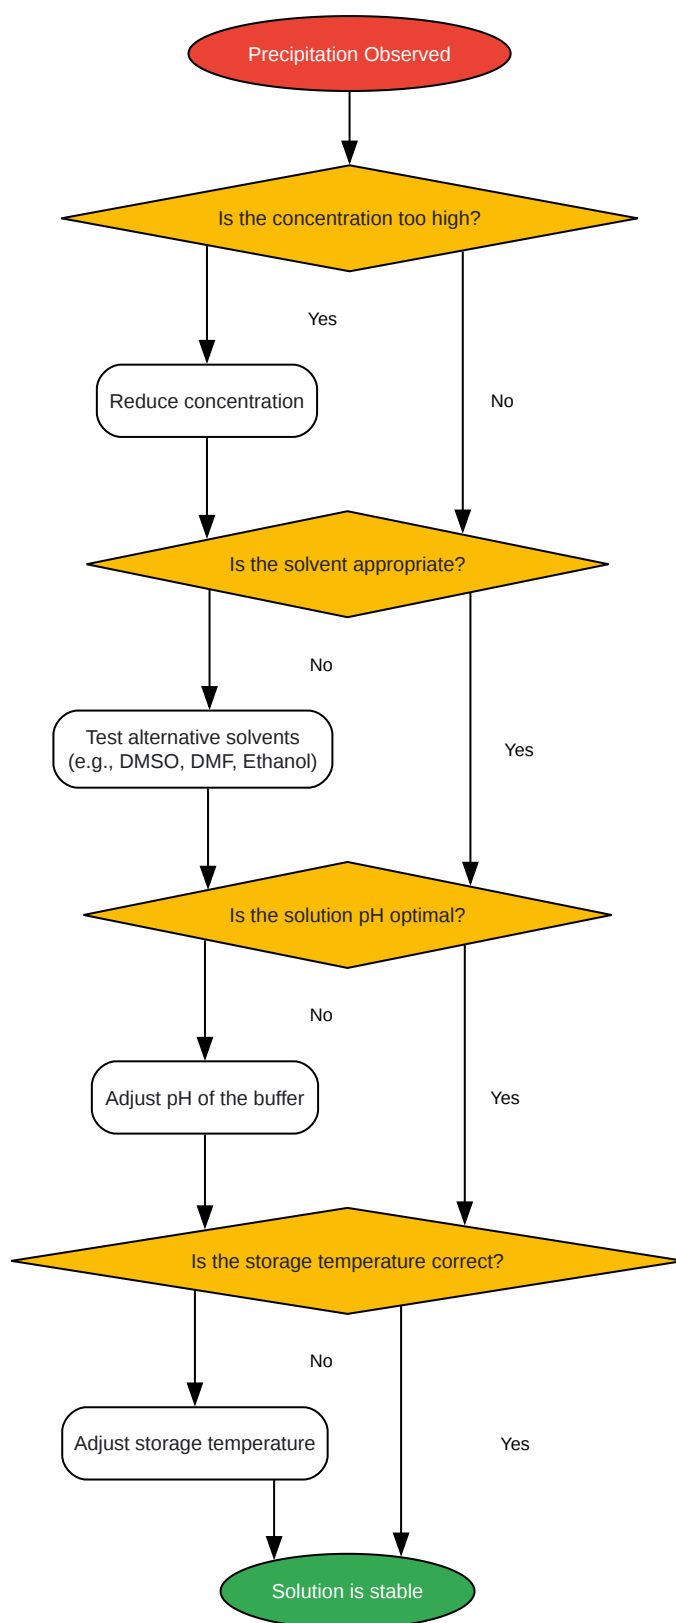 Precipitation Observed
Is the concentration too high?
Yes
Reduce concentration
No
Is the solvent appropriate?
No
Test alternative solvents
(e.g., DMSO, DMF, Ethanol)
Yes
Is the solution pH optimal?
No
Adjust pH of the buffer
Yes
Is the storage temperature correct?
No
Adjust storage temperature
Yes
Solution is stable